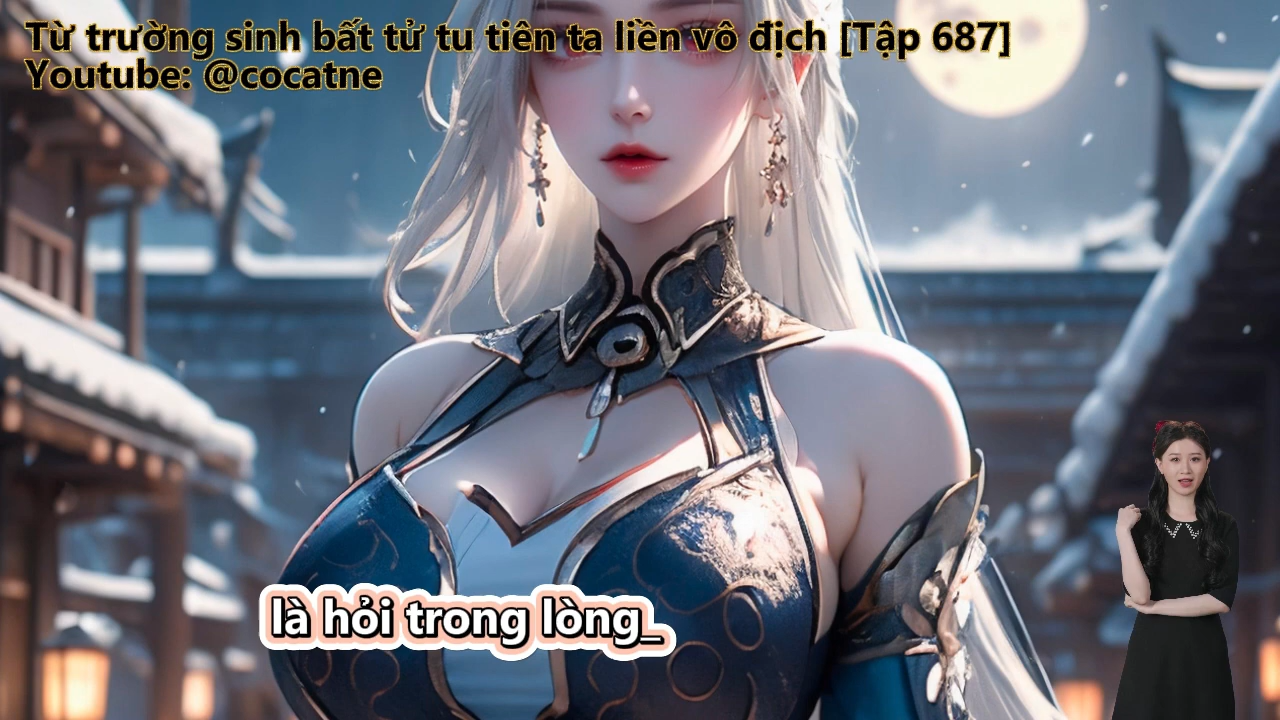 Từ trường sinh bất tử tu tiên ta liền vô địch [Tập 687]
Youtube: @cocatne
là hỏi trong lòng_